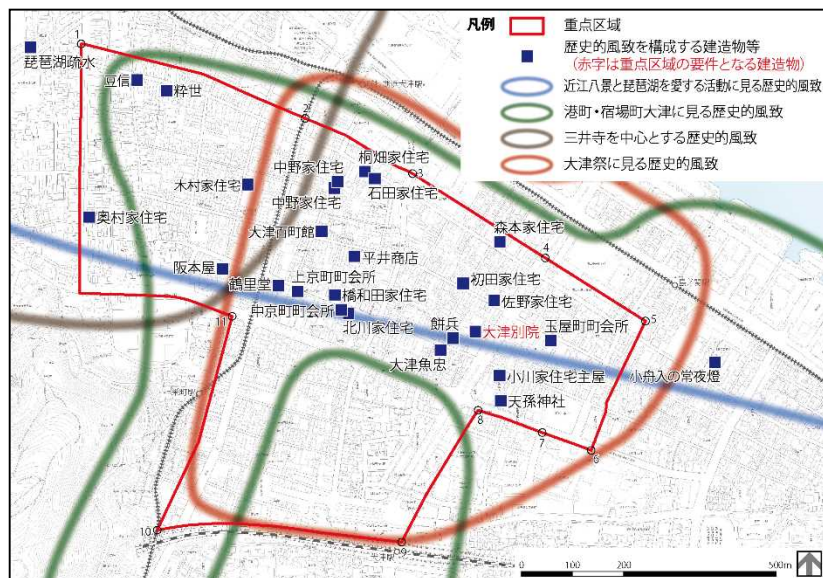 凡例
重点区域
歴史的風致を構成する建造物等
(赤字は重点区域の要件となる建造物)
近江八景と琵琶湖を愛する活動に見る歴史的風致
港町・宿場町大津に見る歴史的風致
三井寺を中心とする歴史的風致
大津祭に見る歴史的風致
1
琵琶湖疏水
豆信
粋世
2
桐畑家住宅
3
中野家住宅
石田家住宅
木村家住宅
中野家住宅
奥村家住宅
大津百町館
森本家住宅
4
平井商店
阪本屋
鶴里堂
上京町町会所
初田家住宅
橋和田家住宅
佐野家住宅
11
中京町町会所
北川家住宅
餅兵
大津別院
玉屋町町会所
5
大津魚忠
小川家住宅主屋
小舟入の常夜燈
天孫神社
8
7
6
10
9
0
100
200
500m